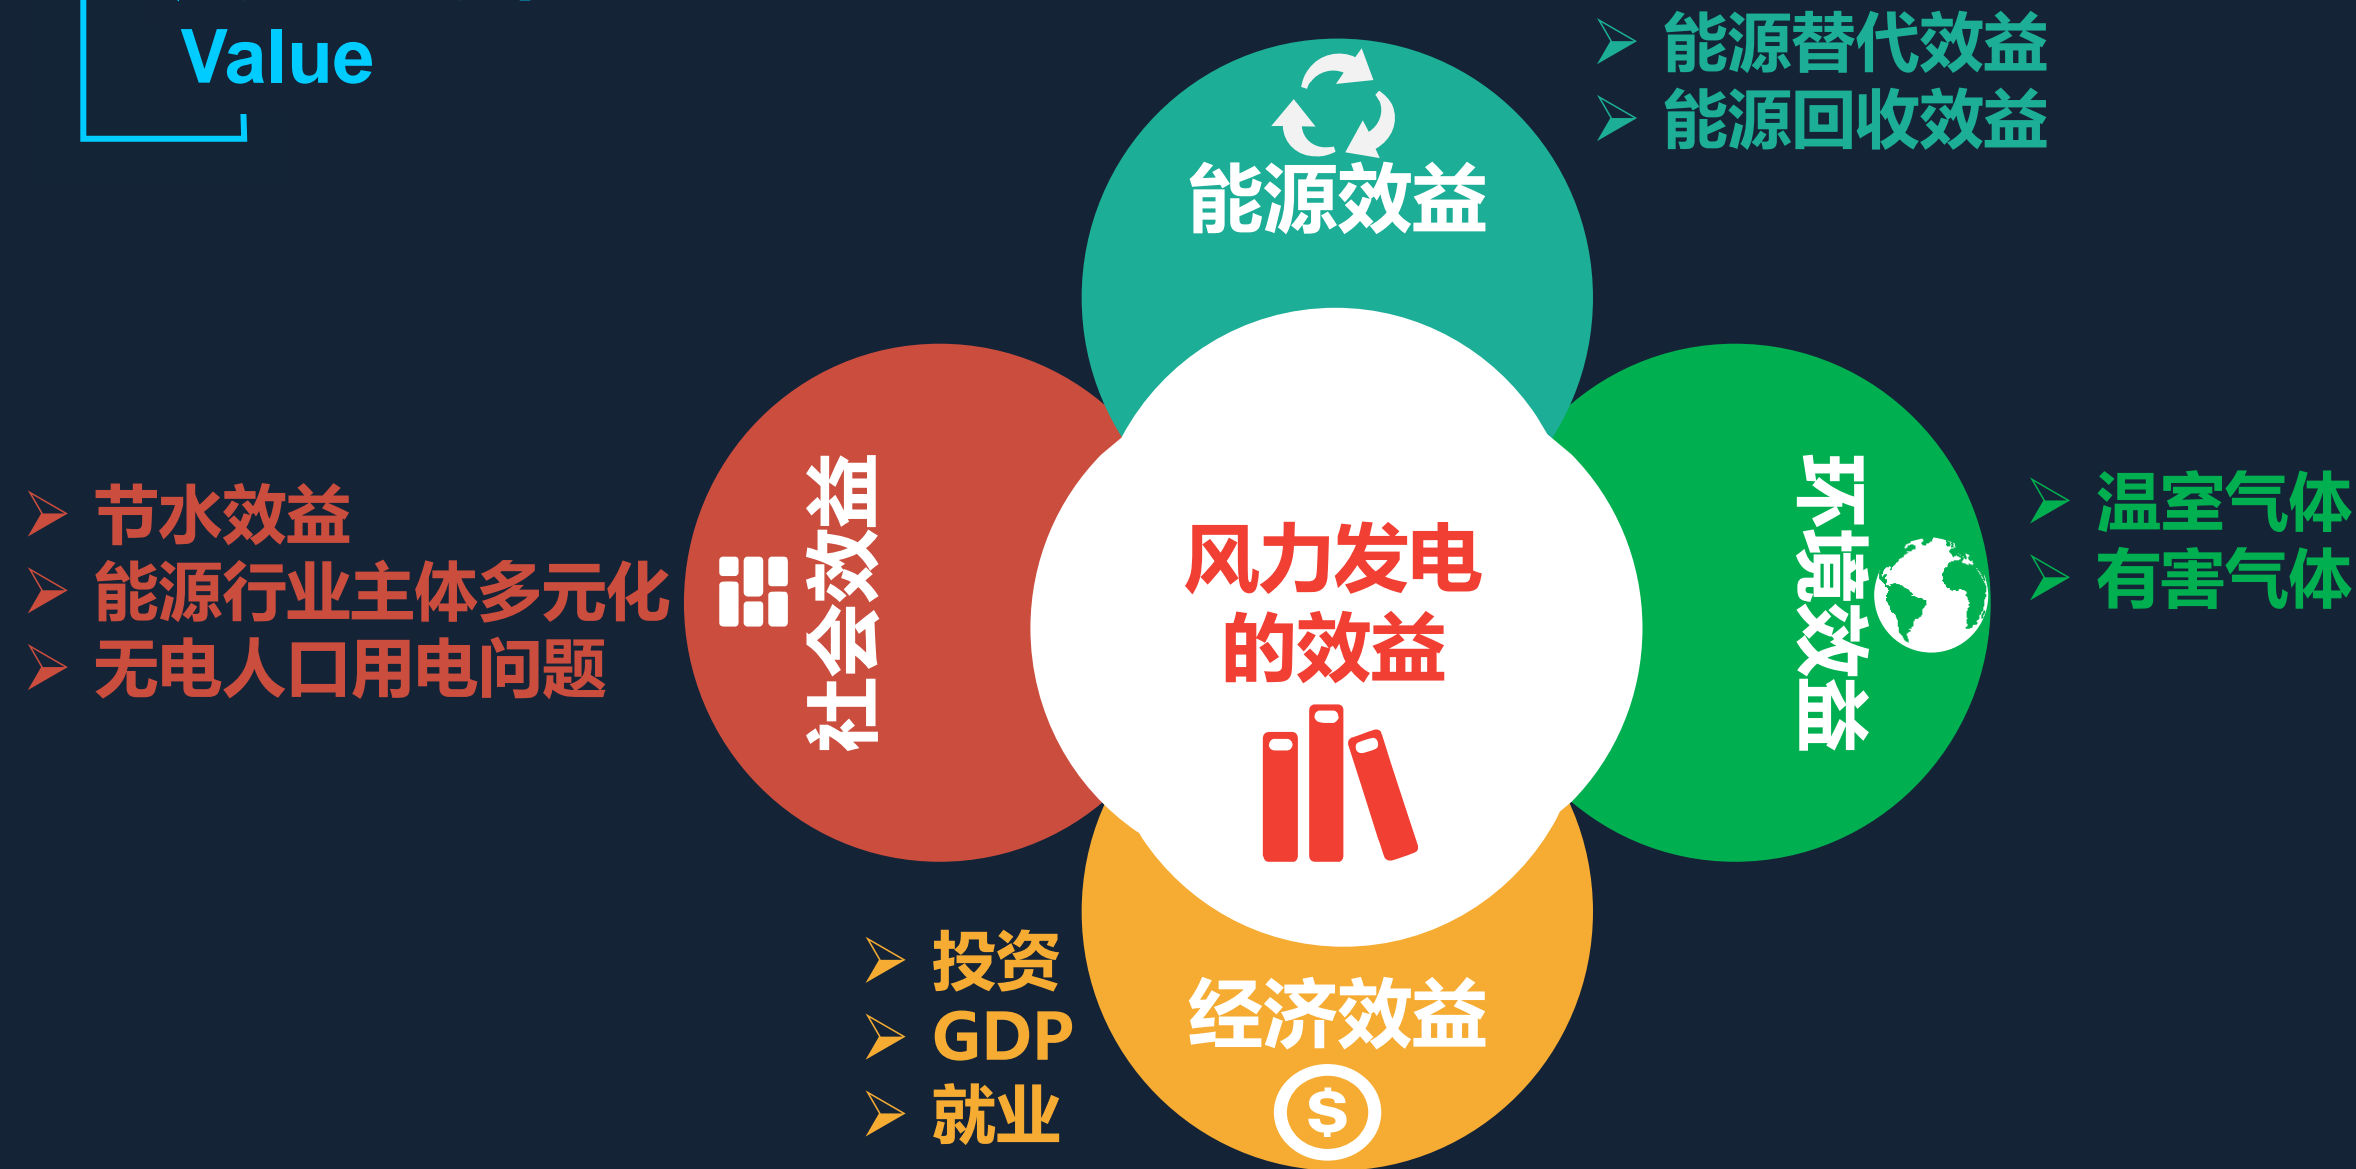 Value
能源替代效益
能源回收效益
能源效益
节水效益
能源行业主体多元化
无电人口用电问题
社会效益
风力发电
的效益
环境效益
温室气体
有害气体
投资
GDP
就业
经济效益
$